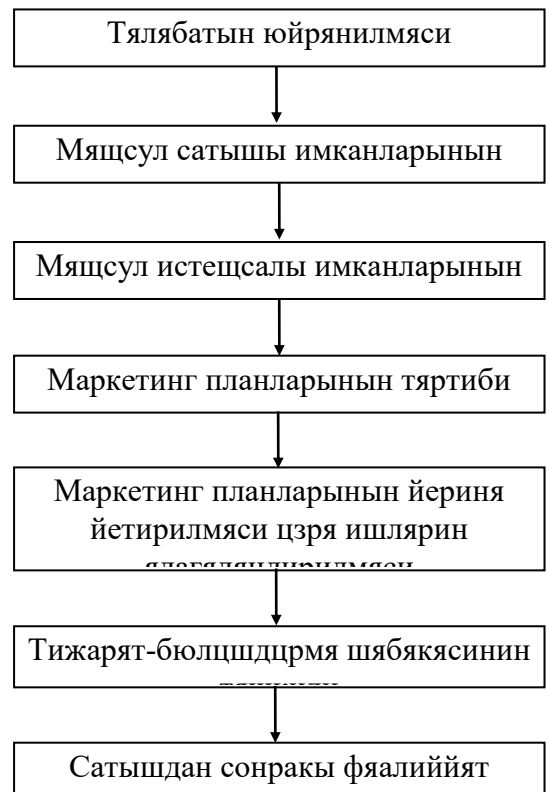 Тялябатын юйрянилмяси
Мящсул сатышы имканларынын
Мящсул истещсалы имканларынын
Маркетинг планларынын тяртиби
Маркетинг планларынын йериня
йетирилмяси цзря ишлярин
Тижарят-бюлцшдцрмя шябякясинин
Сатышдан сонракы фяалиййят